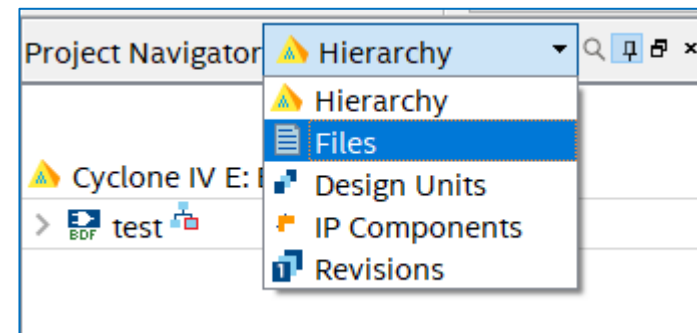 Project Navigator Hierarchy
Hierarchy
Files
Cyclone IV E:
Design Units
BDF test
IP Components
Revisions